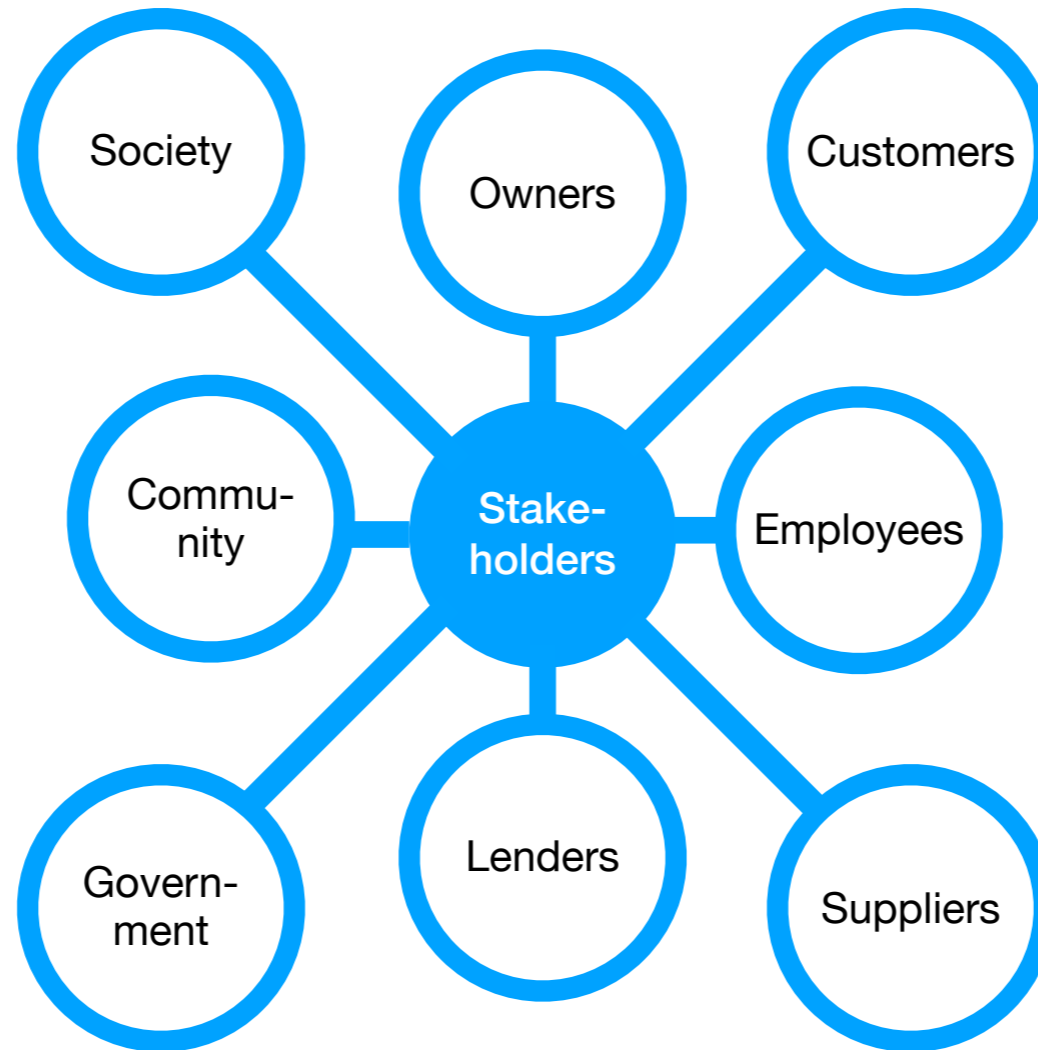 Society
Owners
Customers
Commu-
nity
Stake-
holders
Employees
Govern-
ment
Lenders
Suppliers